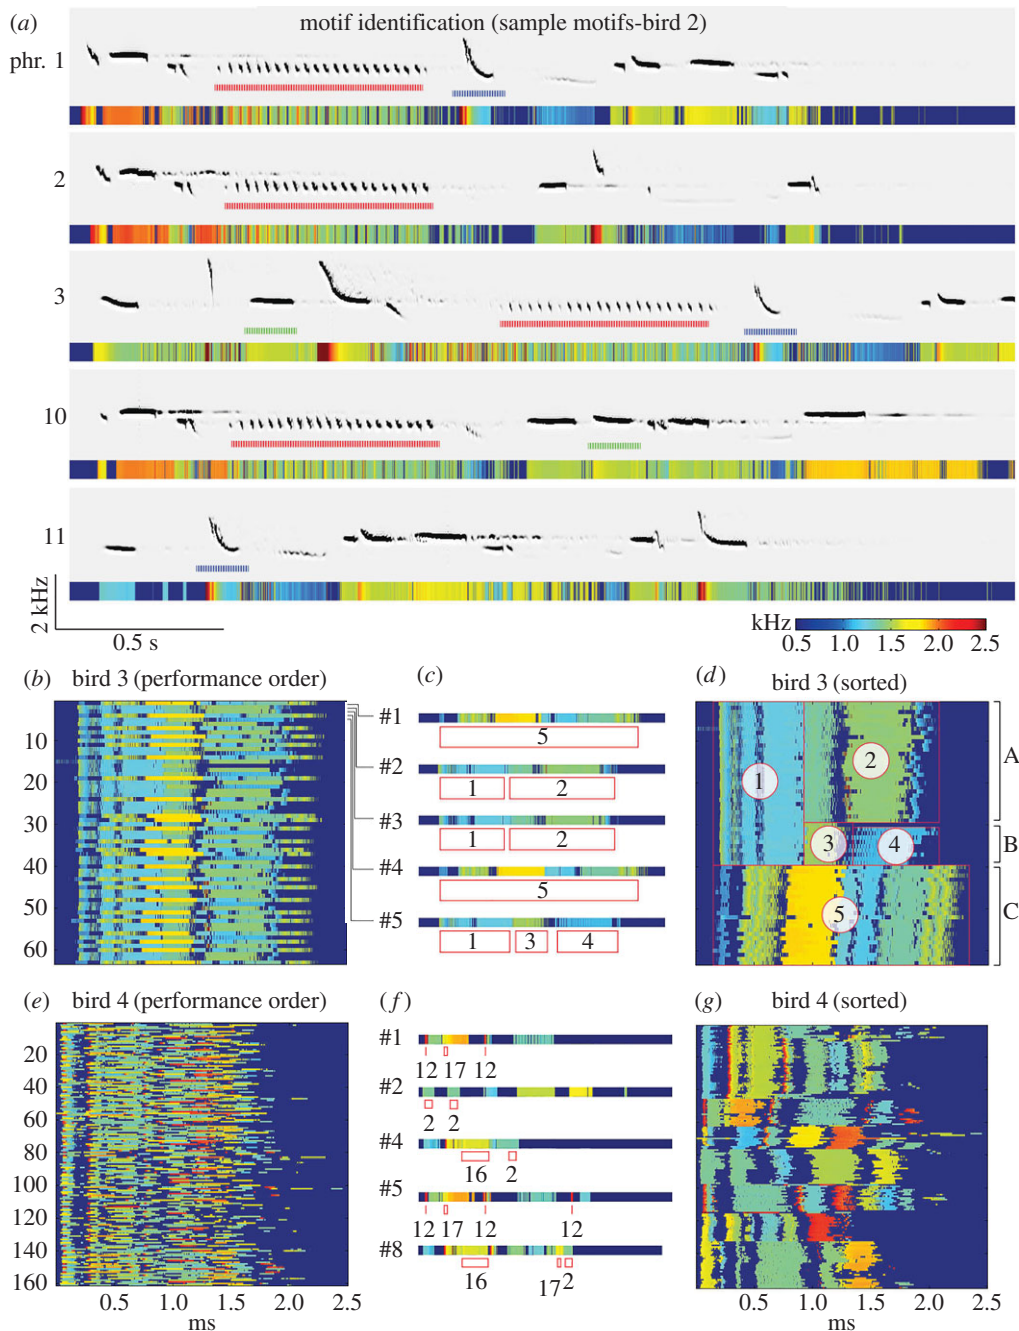 (a) motif identification (sample motifs-bird 2)
phr. 1
2
3
10
11
2 kHz
0.5 s
kHz
0.5 1.0 1.5 2.0 2.5
(b) bird 3 (performance order)
10
20
30
40
50
60
(c)
#1
5
#2
1 2
#3
1 2
#4
5
#5
1 3 4
(d) bird 3 (sorted)
1
2
3
4
5
A
B
C
(e) bird 4 (performance order)
20
40
60
80
100
120
140
160
0.5 1.0 1.5 2.0 2.5
ms
(f)
#1
12 17 12
#2
2 2
#4
16 2
#5
12 17 12 12
#8
16 17 2
(g) bird 4 (sorted)
0.5 1.0 1.5 2.0 2.5
ms